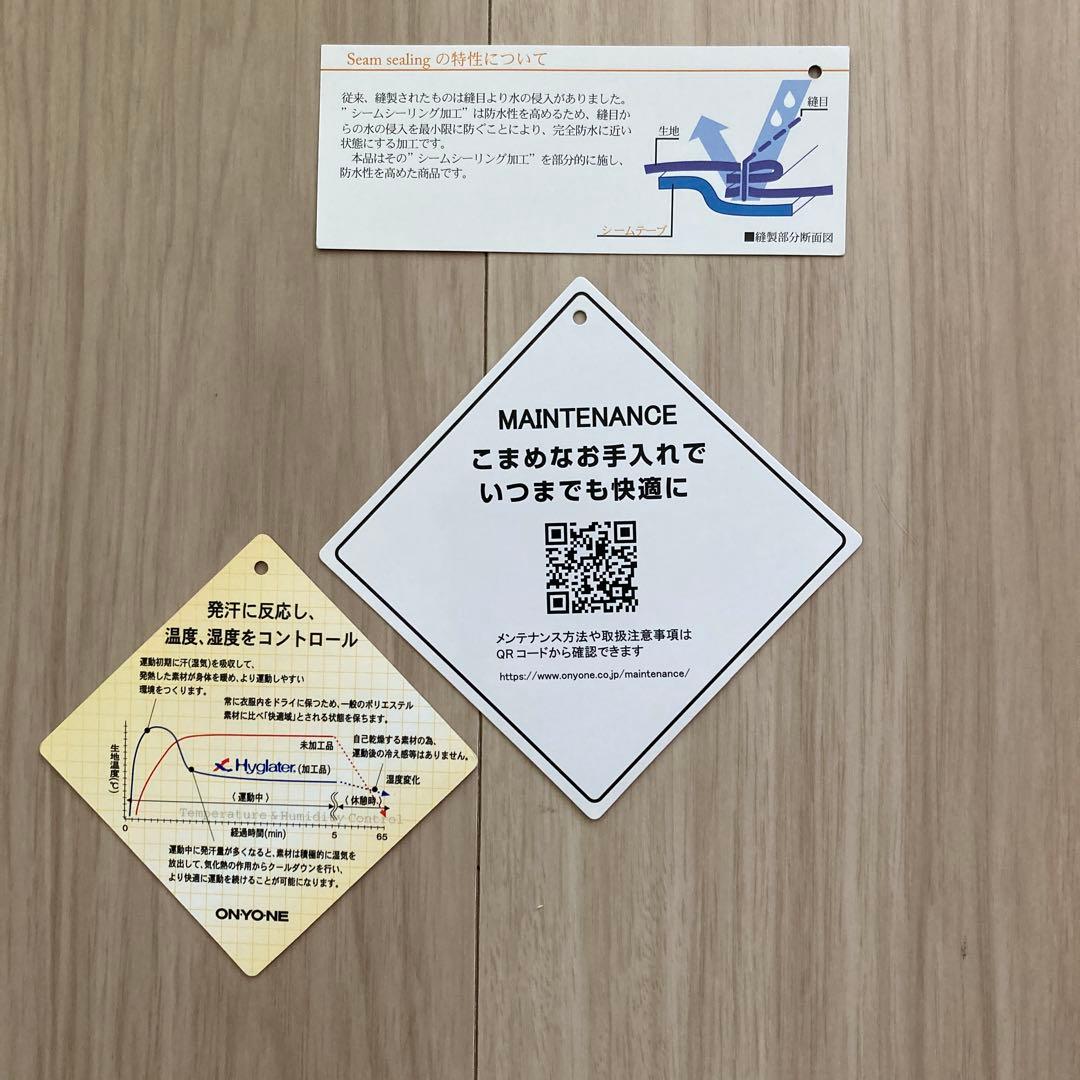 Seam sealing の特性について
従来、縫製されたものは縫目より水の侵入がありました。
”シームシーリング加工”は防水性を高めるため、縫目か
らの水の侵入を最小限に防ぐことにより、完全防水に近い
状態にする加工です。
本品はその”シームシーリング加工”を部分的に施し、
防水性を高めた商品です。
縫目
生地
シームテープ
■縫製部分断面図
MAINTENANCE
こまめなお手入れで
いつまでも快適に
メンテナンス方法や取扱注意事項は
QRコードから確認できます
https://www.onyone.co.jp/maintenance/
発汗に反応し、
温度、湿度をコントロール
運動初期に汗(湿気)を吸収して、
発熱した素材が身体を暖め、より運動しやすい
環境をつくります。
常に衣服内をドライに保つため、一般のポリエステル
素材に比べ「快適域」とされる状態を保ちます。
自己乾燥する素材の為、
運動後の冷え感等はありません。
未加工品
Hyglater.(加工品)
湿度変化
生地温度(℃)
〈運動中〉
〈休憩時〉
Temperature & Humidity Control
0
経過時間(min)
5
65
運動中に発汗量が多くなると、素材は積極的に湿気を
放出して、気化熱の作用からクールダウンを行い、
より快適に運動を続けることが可能になります。
ON•YO•NE